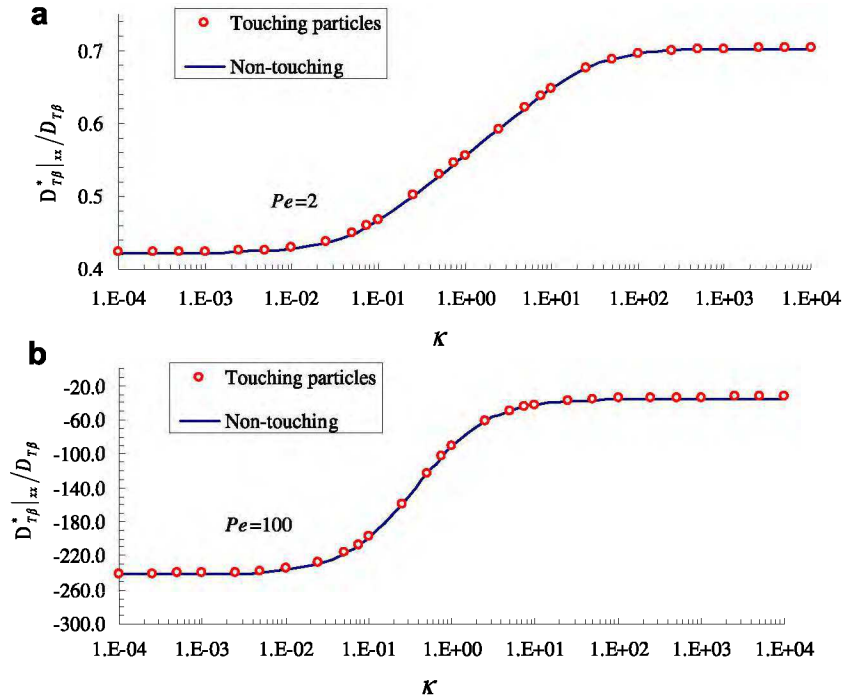 a
Touching particles
Non-touching
0.7
0.6
0.5
0.4
D*Tβ|xx/DTβ
Pe=2
1.E-04 1.E-03 1.E-02 1.E-01 1.E+00 1.E+01 1.E+02 1.E+03 1.E+04
κ
b
Touching particles
Non-touching
-20.0
-60.0
-100.0
-140.0
-180.0
-220.0
-260.0
-300.0
D*Tβ|xx/DTβ
Pe=100
1.E-04 1.E-03 1.E-02 1.E-01 1.E+00 1.E+01 1.E+02 1.E+03 1.E+04
κ